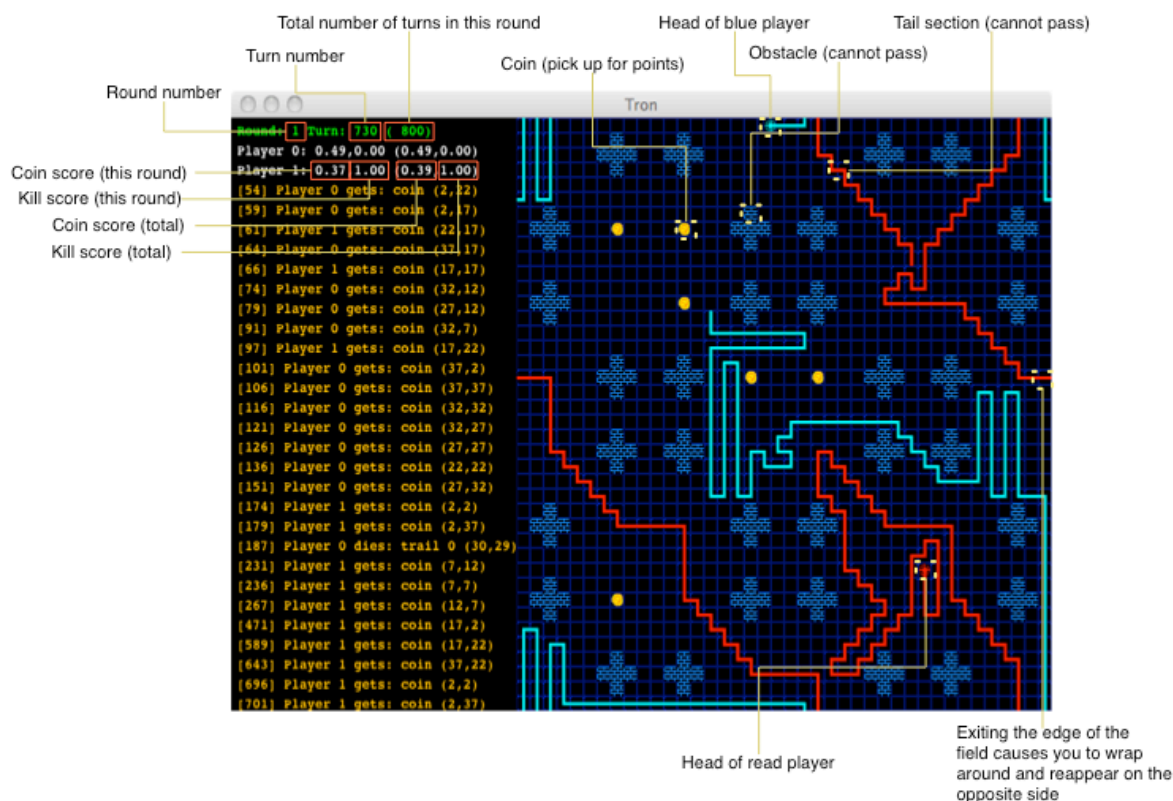 Total number of turns in this round
Head of blue player
Tail section (cannot pass)
Turn number
Coin (pick up for points)
Obstacle (cannot pass)
Round number
Tron
Round: 1 Turn: 730 ( 800)
Player 0: 0.49,0.00 (0.49,0.00)
Coin score (this round)
Player 1: 0.37 1.00 (0.39 1.00)
Kill score (this round)
[54] Player 0 gets: coin (2,22)
[59] Player 0 gets: coin (2,17)
Coin score (total)
[61] Player 1 gets: coin (22,17)
Kill score (total)
[64] Player 0 gets: coin (37,17)
[66] Player 1 gets: coin (17,17)
[74] Player 0 gets: coin (32,12)
[79] Player 0 gets: coin (27,12)
[91] Player 0 gets: coin (32,7)
[97] Player 1 gets: coin (17,22)
[101] Player 0 gets: coin (37,2)
[106] Player 0 gets: coin (37,37)
[116] Player 0 gets: coin (32,32)
[121] Player 0 gets: coin (32,27)
[126] Player 0 gets: coin (27,27)
[136] Player 0 gets: coin (22,22)
[151] Player 0 gets: coin (27,32)
[174] Player 1 gets: coin (2,2)
[179] Player 1 gets: coin (2,37)
[187] Player 0 dies: trail 0 (30,29)
[231] Player 1 gets: coin (7,12)
[236] Player 1 gets: coin (7,7)
[267] Player 1 gets: coin (12,7)
[471] Player 1 gets: coin (17,2)
[589] Player 1 gets: coin (17,22)
[643] Player 1 gets: coin (37,22)
[696] Player 1 gets: coin (2,2)
[701] Player 1 gets: coin (2,37)
Head of read player
Exiting the edge of the
field causes you to wrap
around and reappear on the
opposite side